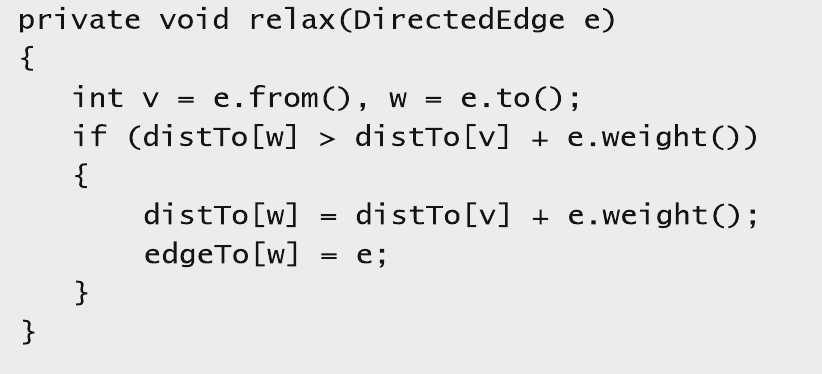 private void relax(DirectedEdge e)
{
   int v = e.from(), w = e.to();
   if (distTo[w] > distTo[v] + e.weight())
   {
      distTo[w] = distTo[v] + e.weight();
      edgeTo[w] = e;
   }
}